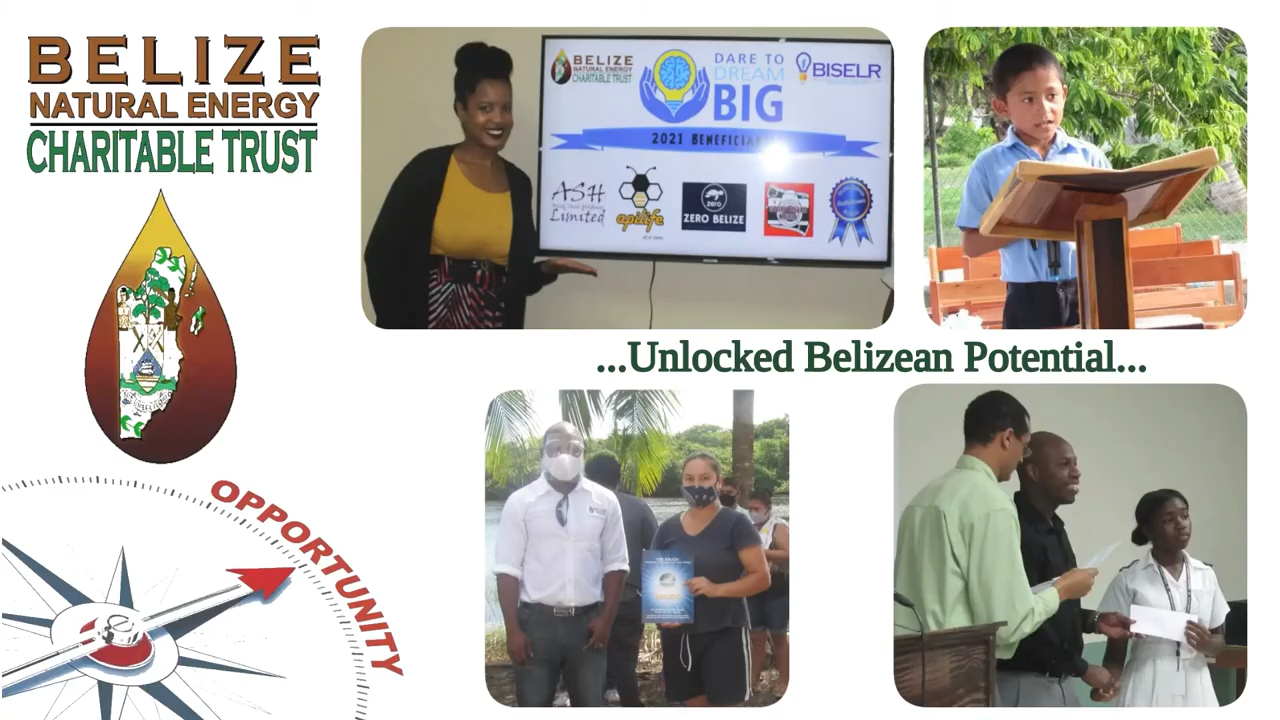 BELIZE
NATURAL ENERGY
CHARITABLE TRUST
OPPORTUNITY
BELIZE
NATURAL ENERGY
CHARITABLE TRUST
DARE TO
DREAM
BIG
BISELR
2021
ASH
Limited
apilife
zero
ZERO BELIZE
...Unlocked Belizean Potential...